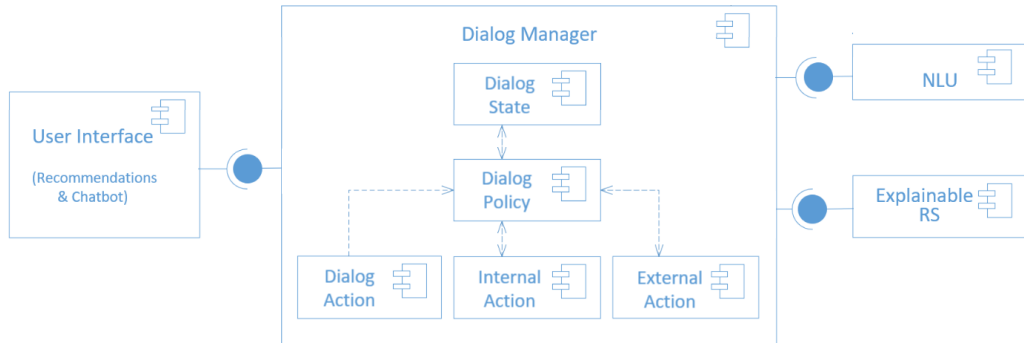 Dialog Manager
Dialog
State
NLU
User Interface
(Recommendations
& Chatbot)
Dialog
Policy
Explainable
RS
Dialog
Action
Internal
Action
External
Action